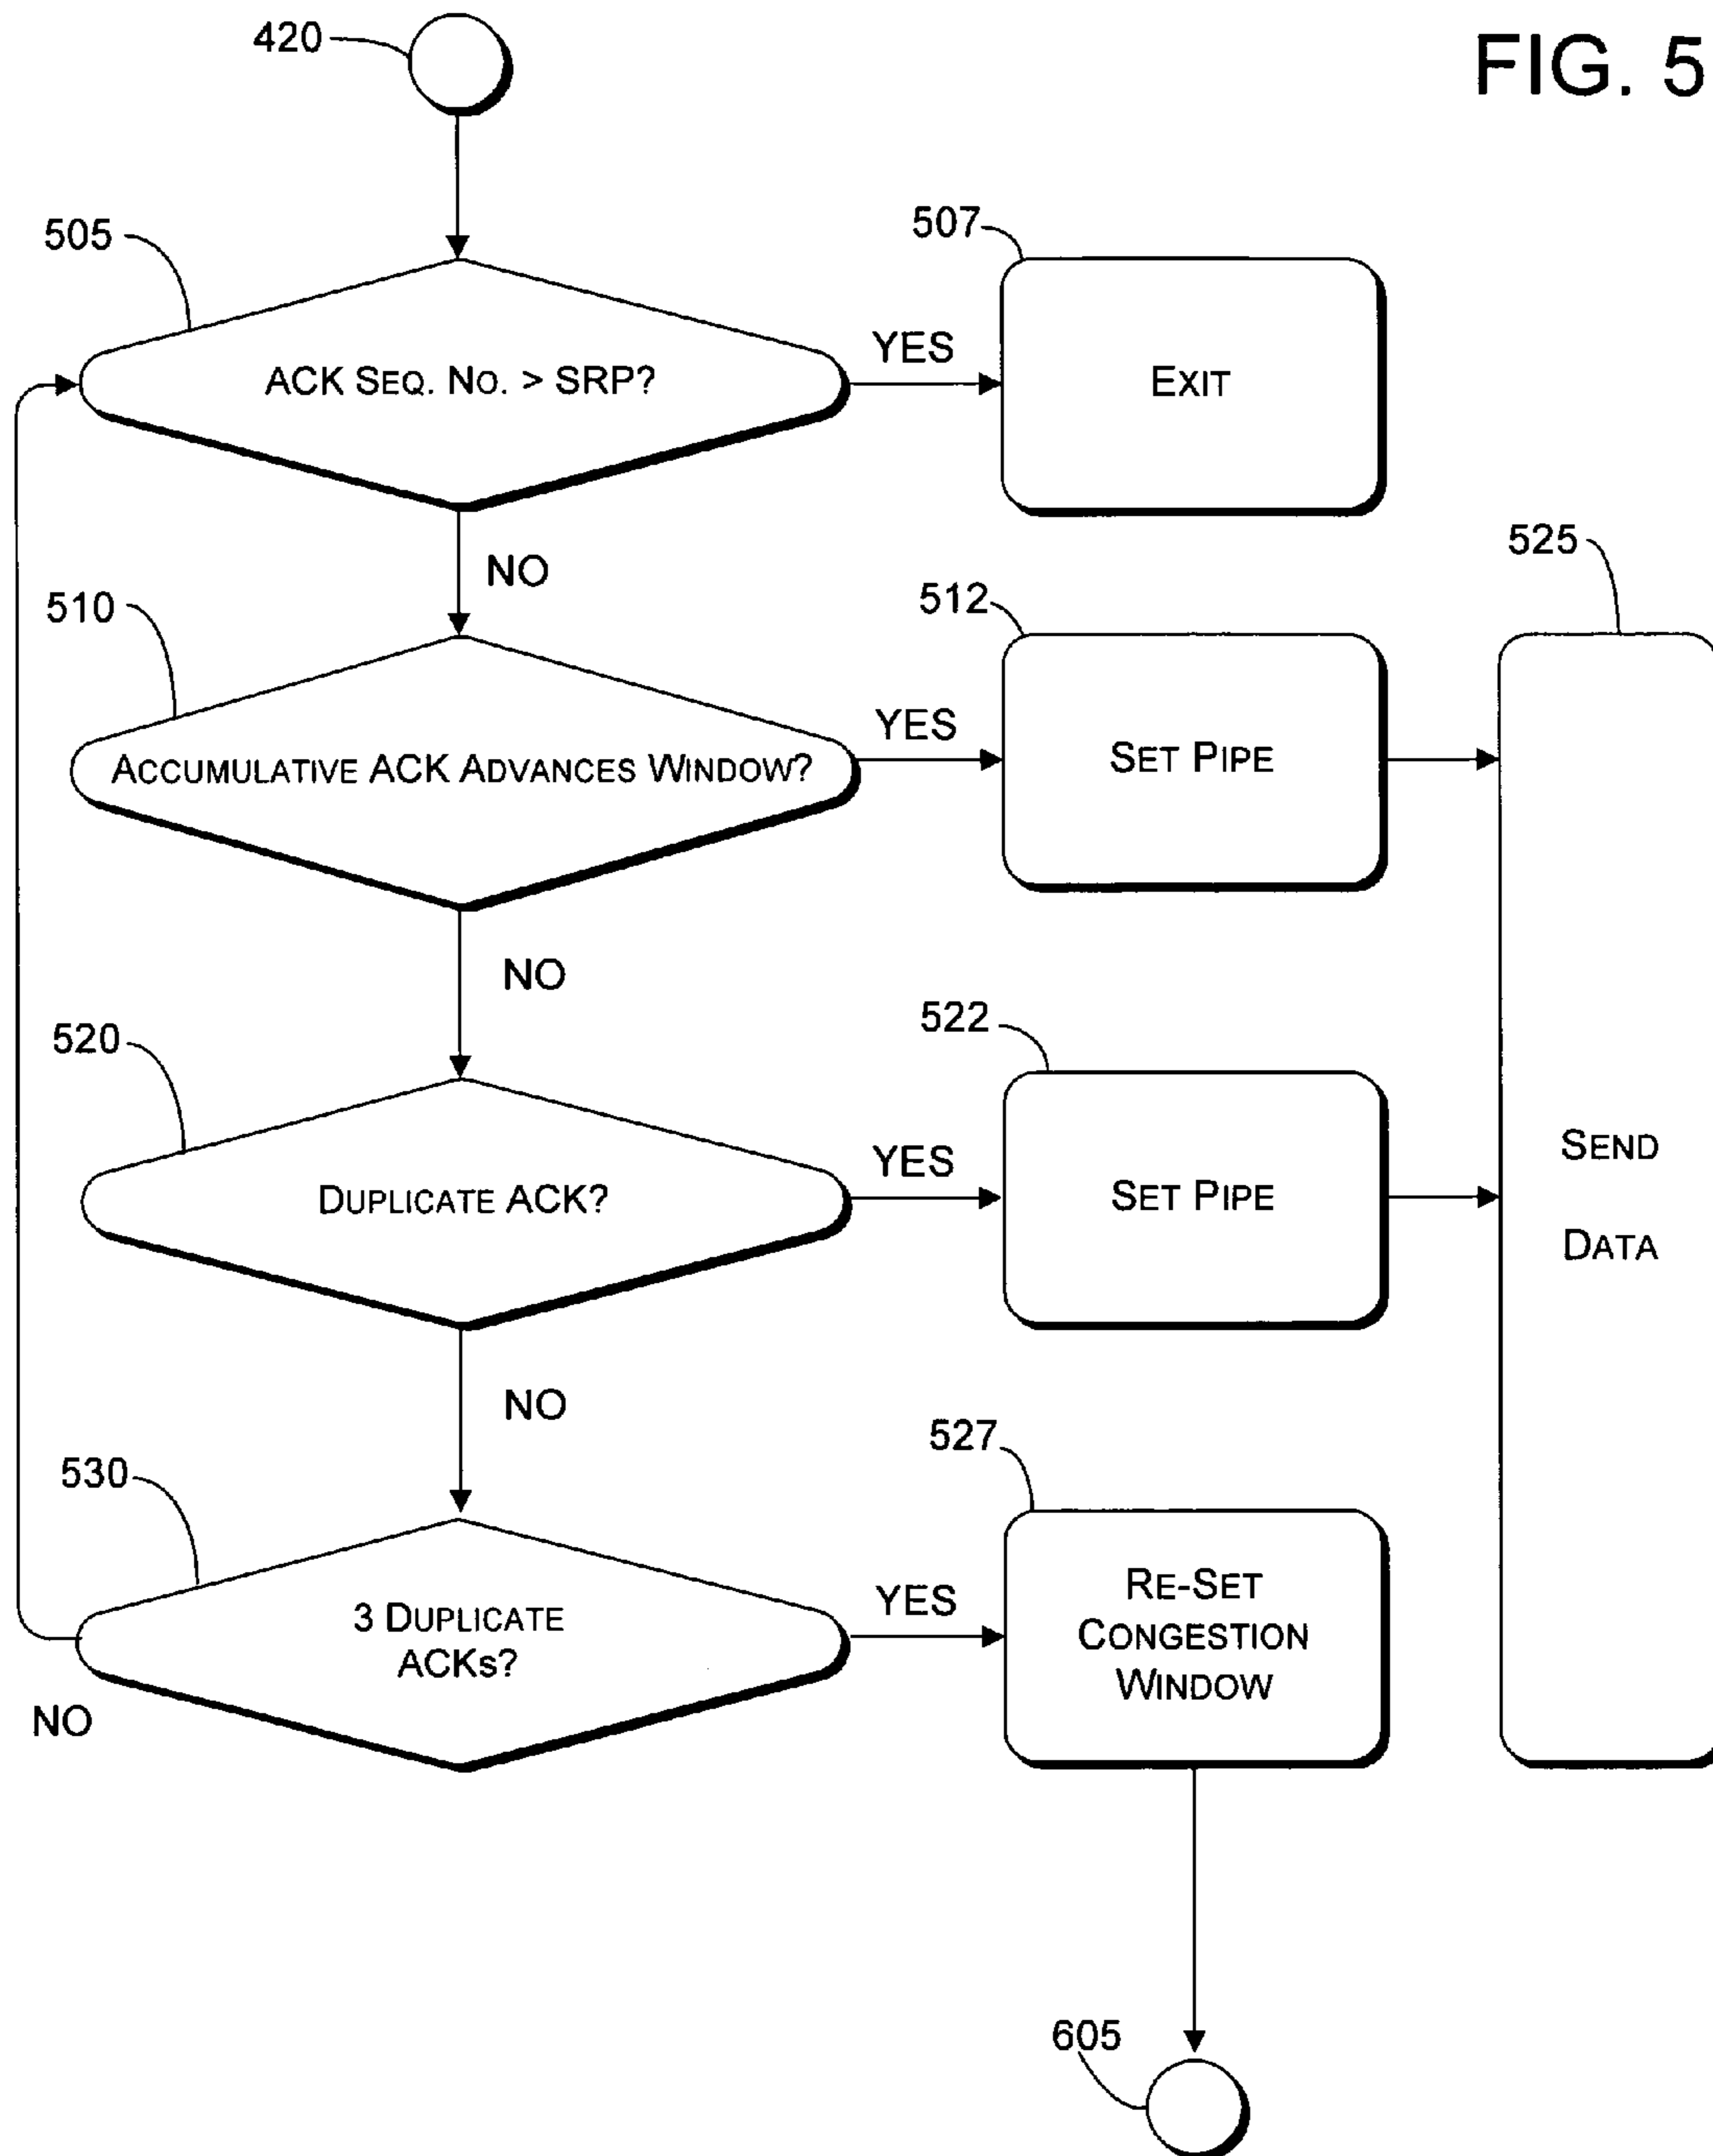 FIG. 5
420
505
507
ACK SEQ. NO. > SRP?
YES
EXIT
NO
510
512
525
ACCUMULATIVE ACK ADVANCES WINDOW?
YES
SET PIPE
NO
520
522
DUPLICATE ACK?
YES
SET PIPE
SEND
DATA
NO
530
527
3 DUPLICATE
ACKs?
YES
RE-SET
CONGESTION
WINDOW
NO
605